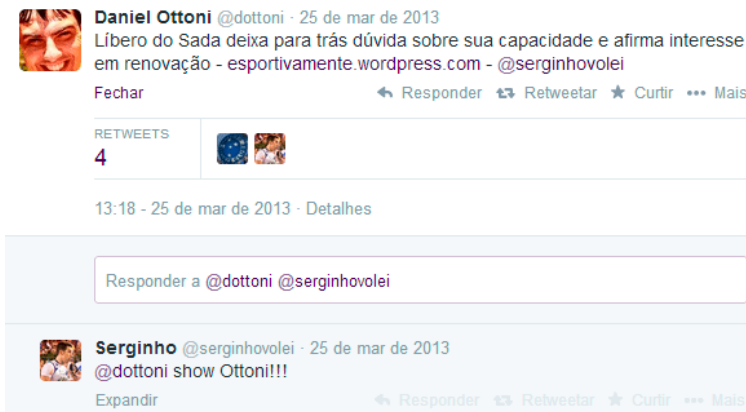 Daniel Ottoni @dottoni · 25 de mar de 2013
Líbero do Sada deixa para trás dúvida sobre sua capacidade e afirma interesse
em renovação - esportivamente.wordpress.com - @serginhovolei
Fechar Responder Retweetar Curtir Mais
RETWEETS
4
13:18 - 25 de mar de 2013 · Detalhes
Responder a @dottoni @serginhovolei
Serginho @serginhovolei · 25 de mar de 2013
@dottoni show Ottoni!!!
Expandir Responder Retweetar Curtir Mais